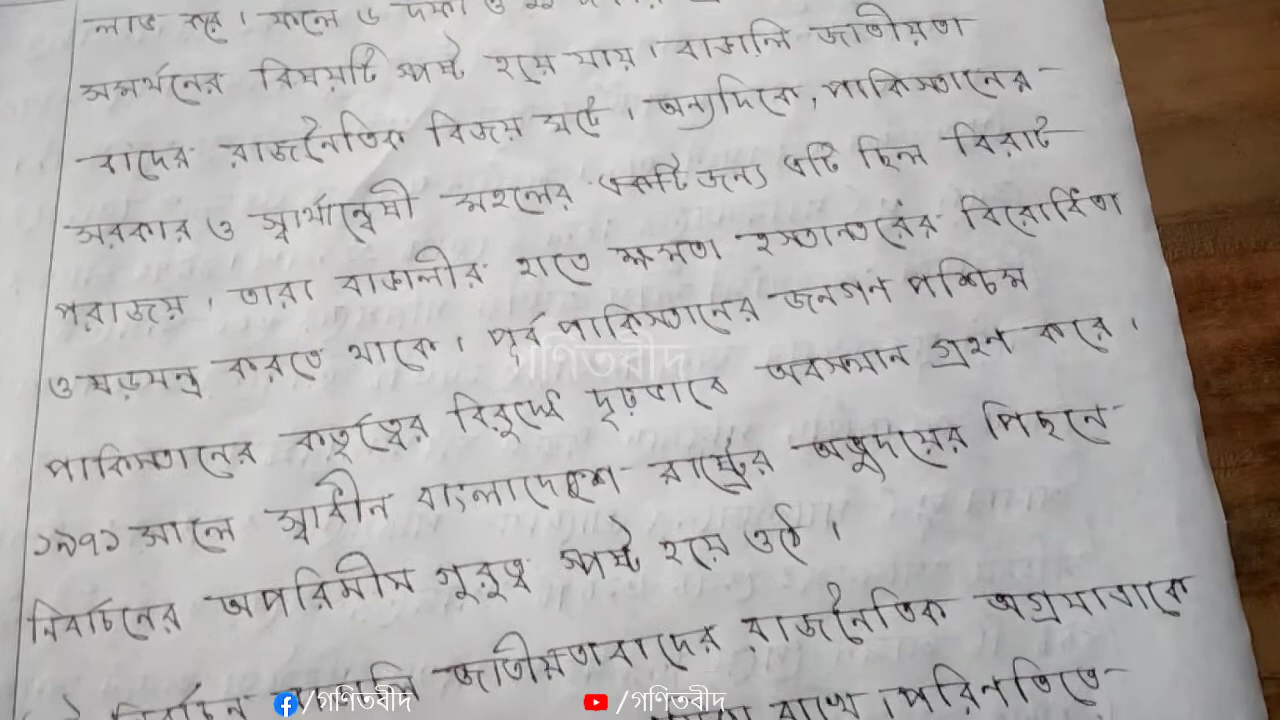 লাভ করে। ফলে ৬ দফা ও ১১
সমর্থনের বিষয়টি স্পষ্ট হয়ে যায়। বাঙালি জাতীয়তা
বাদের রাজনৈতিক বিজয় ঘটে। অন্যদিকে, পাকিস্তানের
সরকার ও স্বার্থান্বেষী মহলের একটি জন্য এটি ছিল বিরাট
পরাজয়। তারা বাঙালীর হাতে ক্ষমতা হস্তান্তরের বিরোধিতা
ও ষড়যন্ত্র করতে থাকে। পূর্ব পাকিস্তানের জনগণ পশ্চিম
গণিতবীদ
পাকিস্তানের কর্তৃত্বের বিরুদ্ধে দৃঢ়ভাবে অবস্থান গ্রহণ করে।
১৯৭১ সালে স্বাধীন বাংলাদেশ রাষ্ট্রের অভ্যুদয়ের পিছনে
নির্বাচনের অপরিসীম গুরুত্ব স্পষ্ট হয়ে ওঠে।
নির্বাচন বাঙালি জাতীয়তাবাদের রাজনৈতিক অগ্রযাত্রাকে
রাখে। পরিনতিতে
/গণিতবীদ
/গণিতবীদ